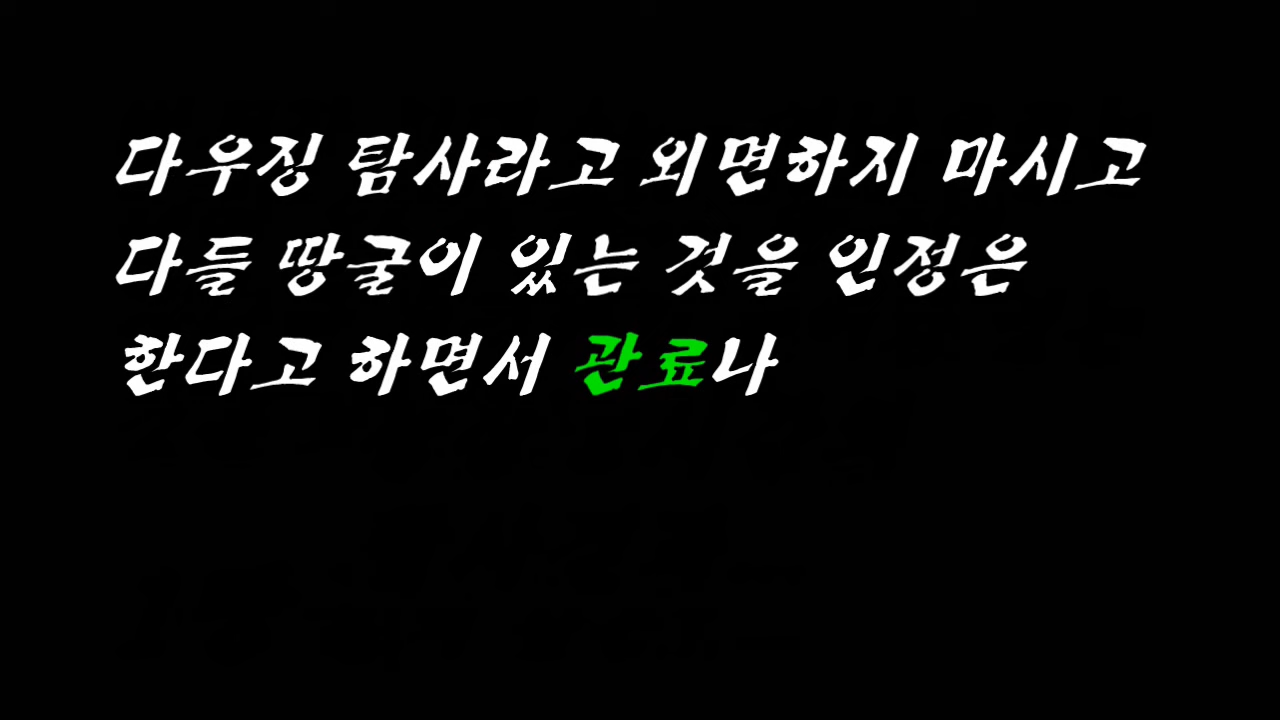 다우징 탐사라고 외면하지 마시고
다들 땅굴이 있는 것을 인정은
한다고 하면서 관료나